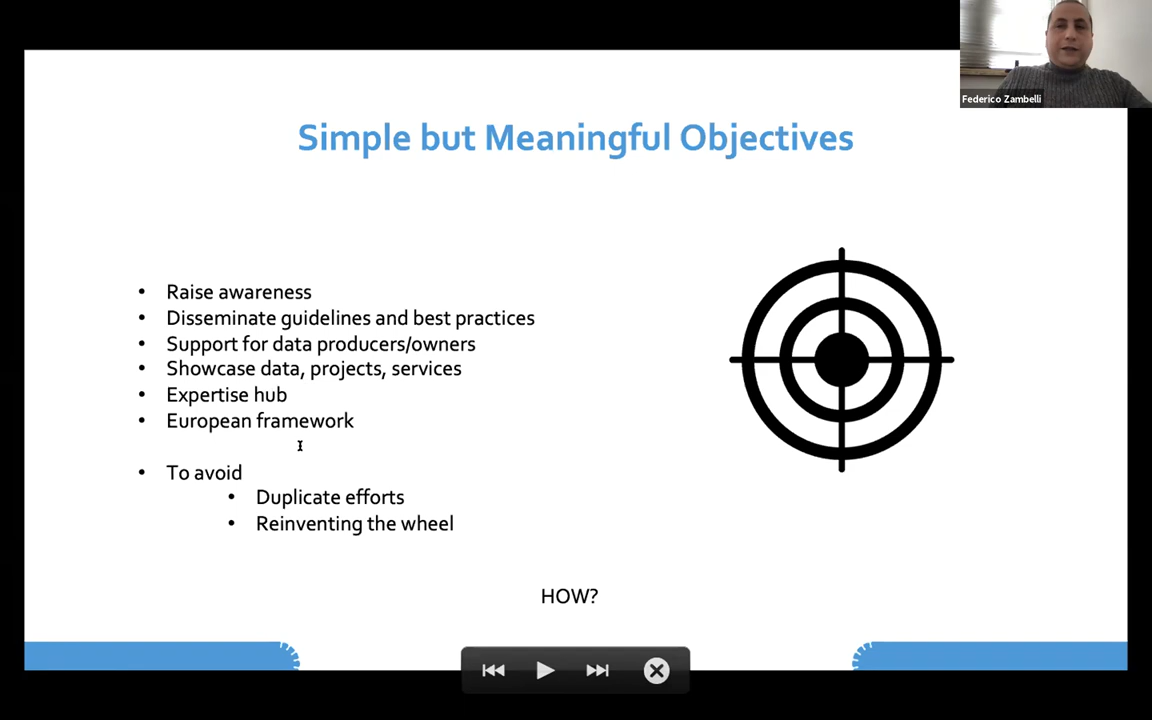 Federico Zambelli
Simple but Meaningful Objectives
• Raise awareness
• Disseminate guidelines and best practices
• Support for data producers/owners
• Showcase data, projects, services
• Expertise hub
• European framework
• To avoid
• Duplicate efforts
• Reinventing the wheel
HOW?